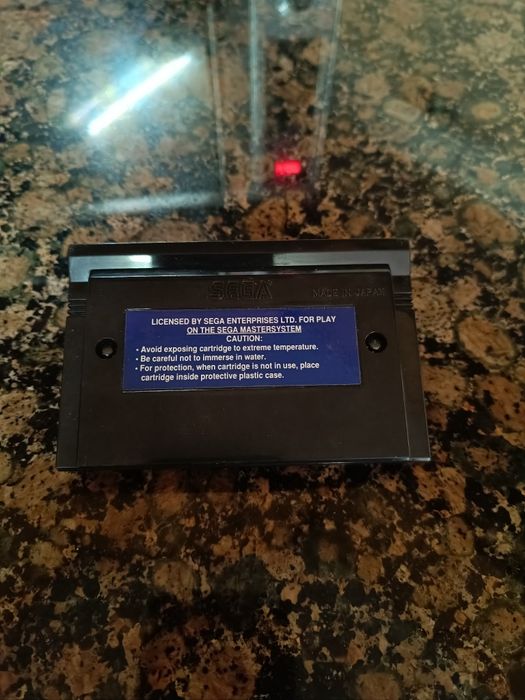 SEGA
MADE IN JAPAN
LICENSED BY SEGA ENTERPRISES LTD. FOR PLAY
ON THE SEGA MASTERSYSTEM
CAUTION:
• Avoid exposing cartridge to extreme temperature.
• Be careful not to immerse in water.
• For protection, when cartridge is not in use, place
cartridge inside protective plastic case.